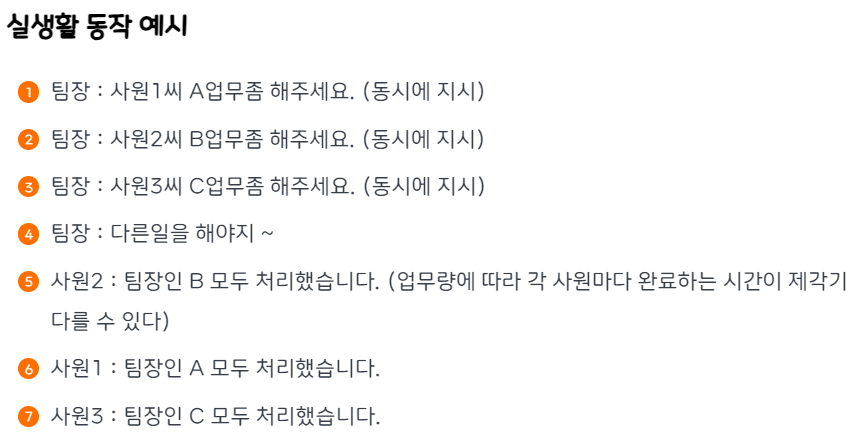 실생활 동작 예시
1 팀장 : 사원1씨 A업무좀 해주세요. (동시에 지시)
2 팀장 : 사원2씨 B업무좀 해주세요. (동시에 지시)
3 팀장 : 사원3씨 C업무좀 해주세요. (동시에 지시)
4 팀장 : 다른일을 해야지 ~
5 사원2 : 팀장인 B 모두 처리했습니다. (업무량에 따라 각 사원마다 완료하는 시간이 제각기
다를 수 있다)
6 사원1 : 팀장인 A 모두 처리했습니다.
7 사원3 : 팀장인 C 모두 처리했습니다.